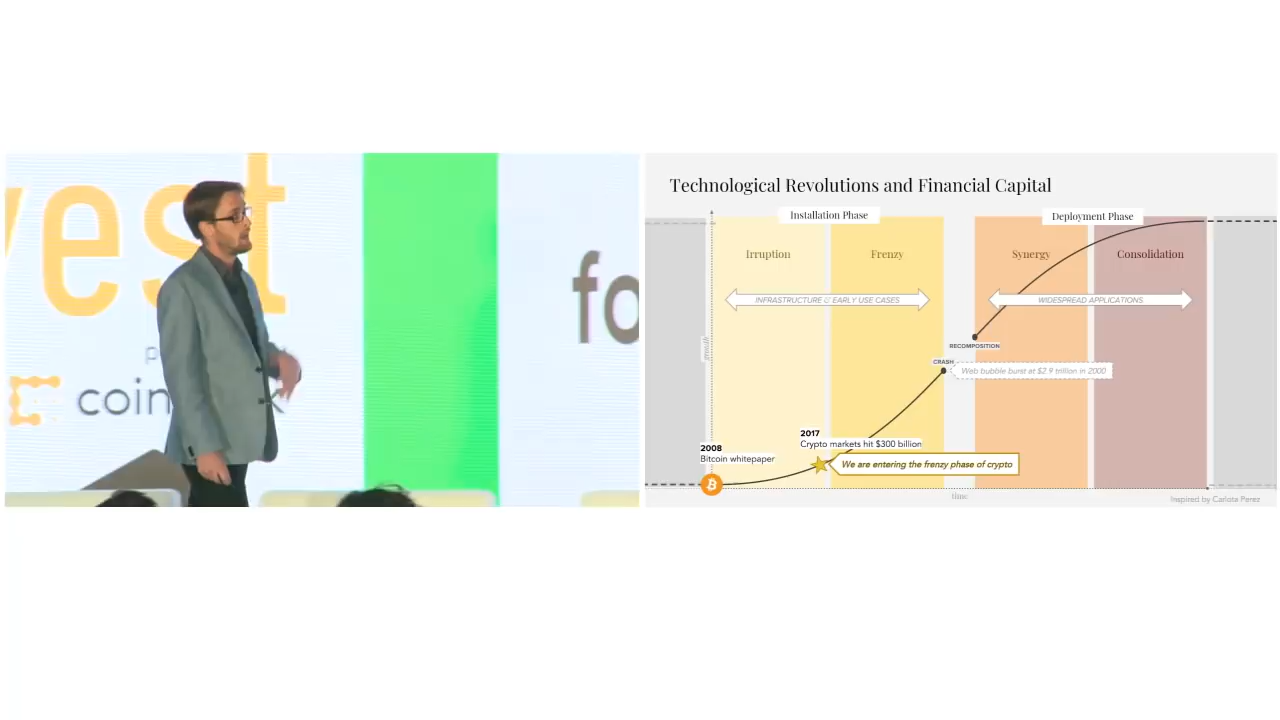 vest
fo
coin
Technological Revolutions and Financial Capital
Installation Phase
Deployment Phase
Irruption
Frenzy
Synergy
Consolidation
INFRASTRUCTURE & EARLY USE CASES
WIDESPREAD APPLICATIONS
RECOMPOSITION
CRASH
Web bubble burst at $2.9 trillion in 2000
2017
Crypto markets hit $300 billion
2008
Bitcoin whitepaper
We are entering the frenzy phase of crypto
time
Inspired by Carlota Perez